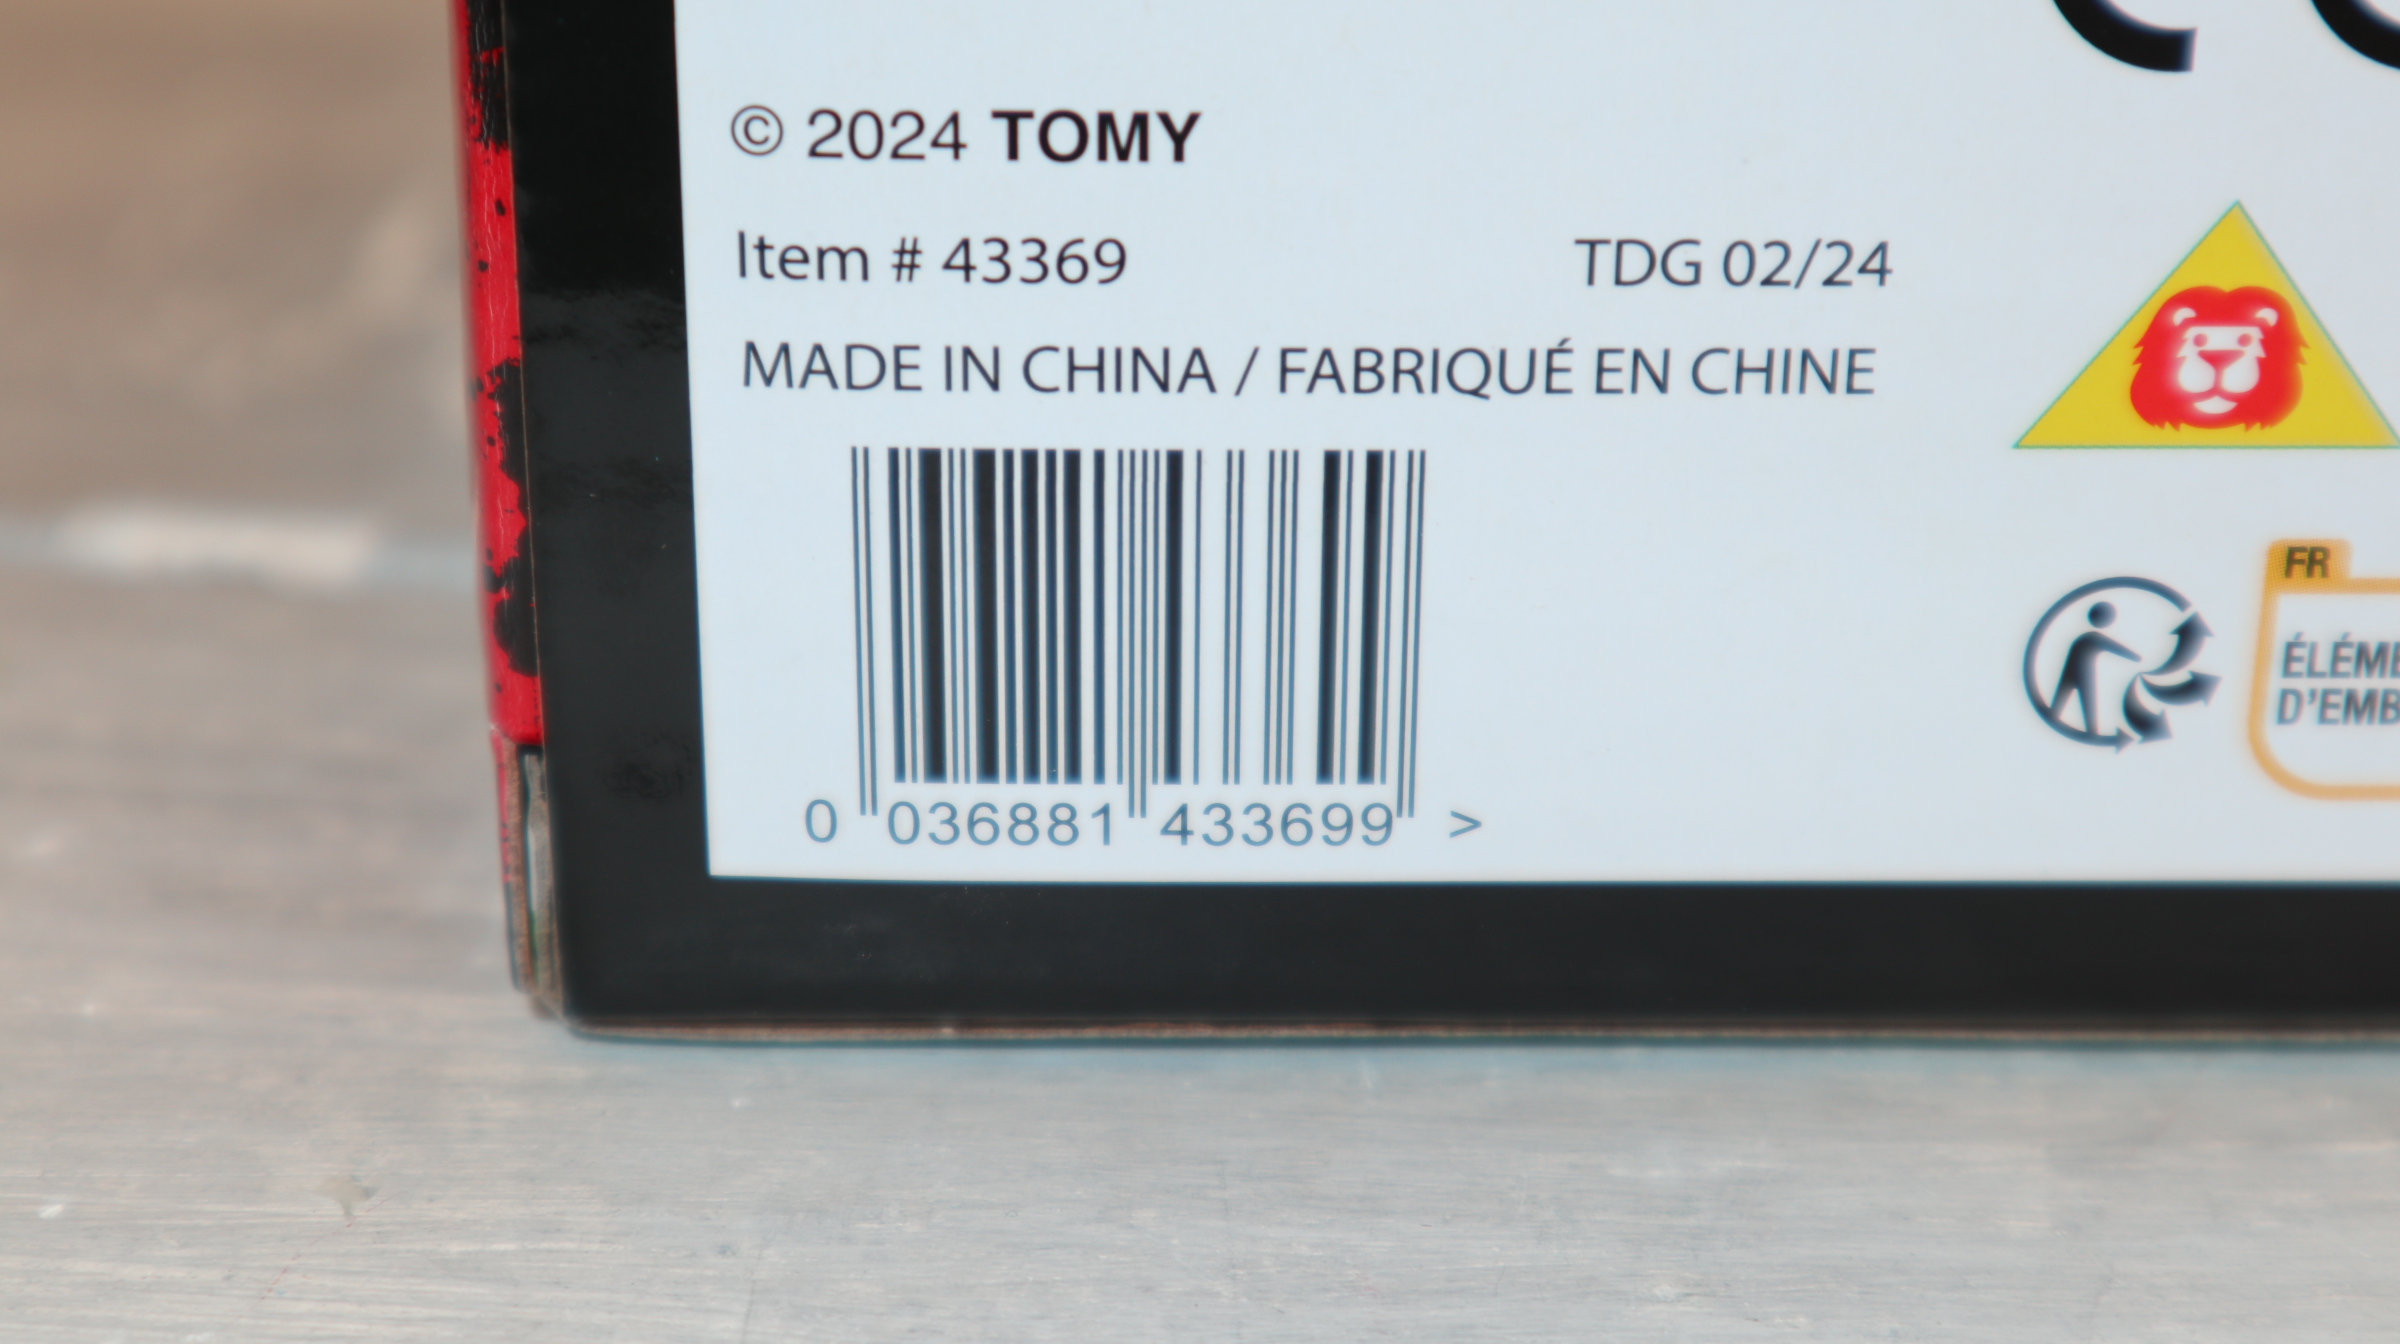 © 2024 TOMY
Item # 43369 TDG 02/24
MADE IN CHINA / FABRIQUÉ EN CHINE
0 036881 433699 >
FR